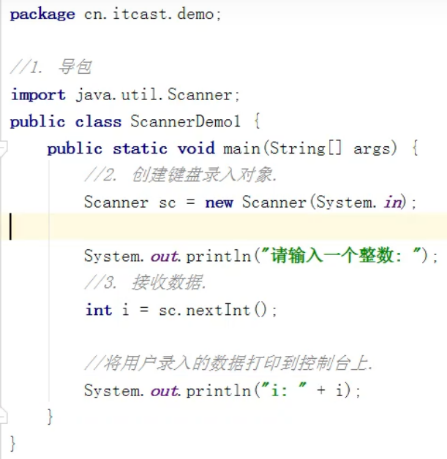 package cn.itcast.demo;
//1. 导包
import java.util.Scanner;
public class ScannerDemo1 {
public static void main(String[] args) {
//2. 创建键盘录入对象.
Scanner sc = new Scanner(System.in);
System.out.println("请输入一个整数: ");
//3. 接收数据.
int i = sc.nextInt();
//将用户录入的数据打印到控制台上.
System.out.println("i: " + i);
}
}